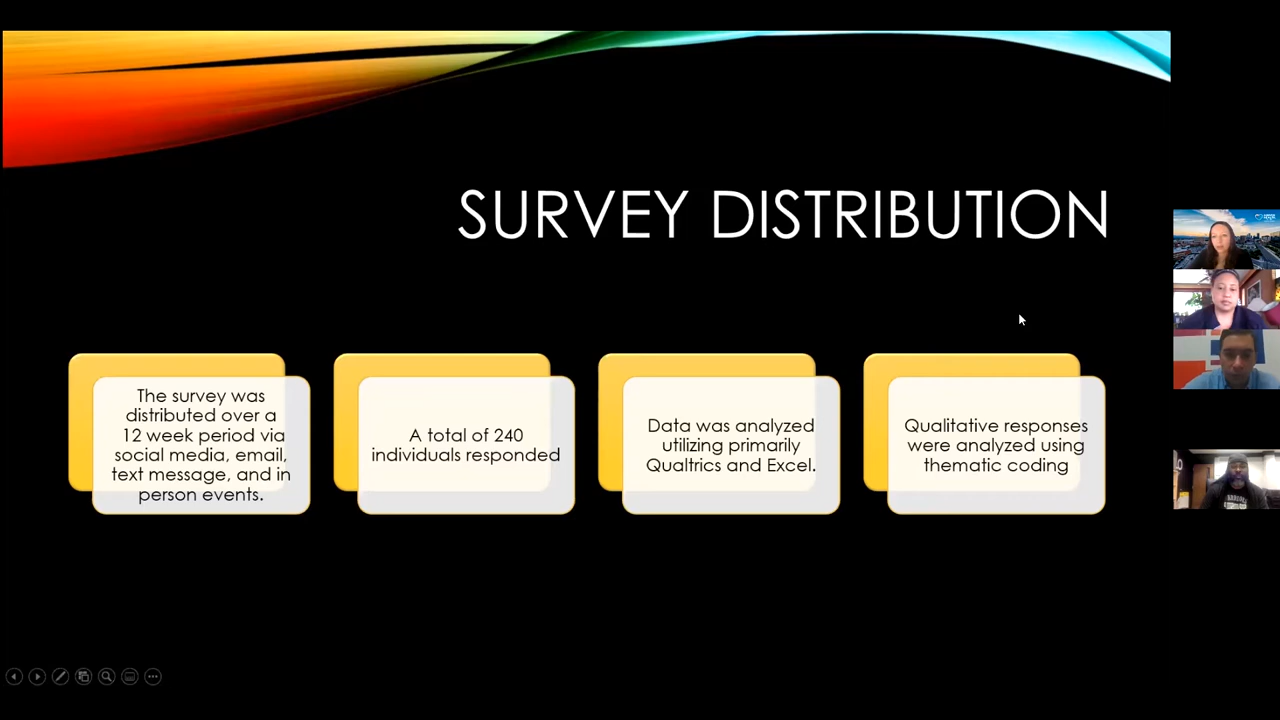 SURVEY DISTRIBUTION
The survey was
distributed over a
12 week period via
social media, email,
text message, and in
person events.
A total of 240
individuals responded
Data was analyzed
utilizing primarily
Qualtrics and Excel.
Qualitative responses
were analyzed using
thematic coding